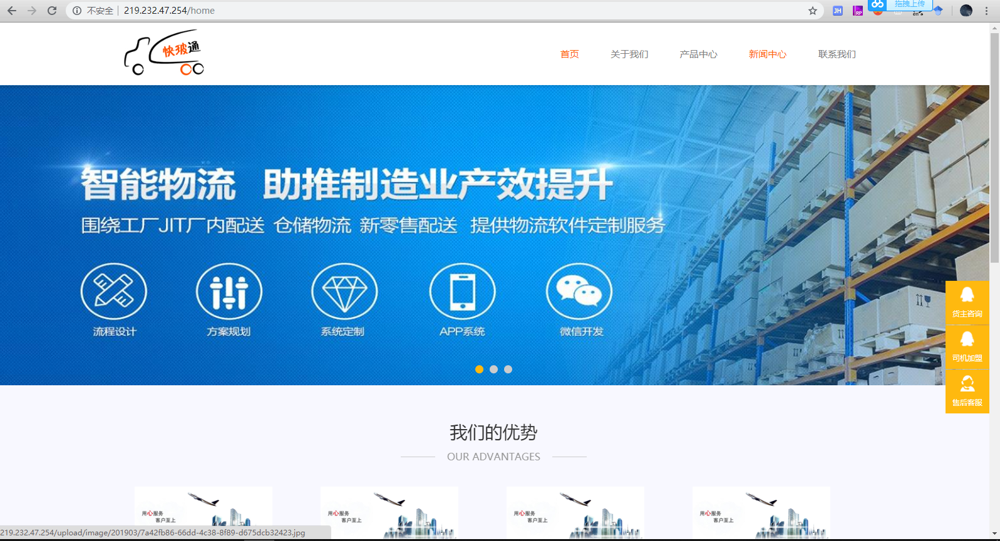 拖拽上传
不安全 219.232.47.254/home
JH
RP
en
快玻通
首页 关于我们 产品中心 新闻中心 联系我们
智能物流 助推制造业产效提升
围绕工厂JIT厂内配送 仓储物流 新零售配送 提供物流软件定制服务
流程设计 方案规划 系统定制 APP系统 微信开发
货主咨询
司机加盟
售后客服
我们的优势
OUR ADVANTAGES
用心服务
客户至上
用心服务
客户至上
用心服务
客户至上
用心服务
客户至上
219.232.47.254/upload/image/201903/7a42fb86-66dd-4c38-8f89-d675dcb32423.jpg